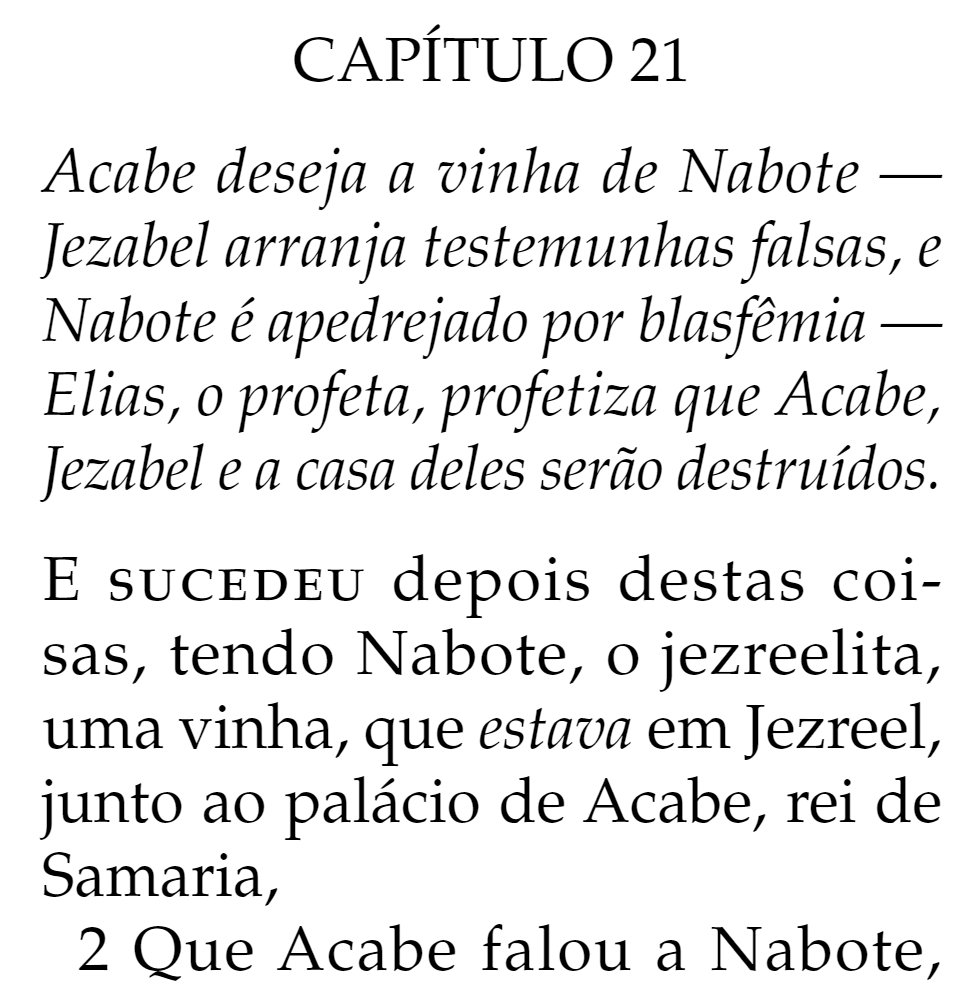 CAPÍTULO 21
Acabe deseja a vinha de Nabote —
Jezabel arranja testemunhas falsas, e
Nabote é apedrejado por blasfêmia —
Elias, o profeta, profetiza que Acabe,
Jezabel e a casa deles serão destruídos.
E SUCEDEU depois destas coi-
sas, tendo Nabote, o jezreelita,
uma vinha, que estava em Jezreel,
junto ao palácio de Acabe, rei de
Samaria,
2 Que Acabe falou a Nabote,